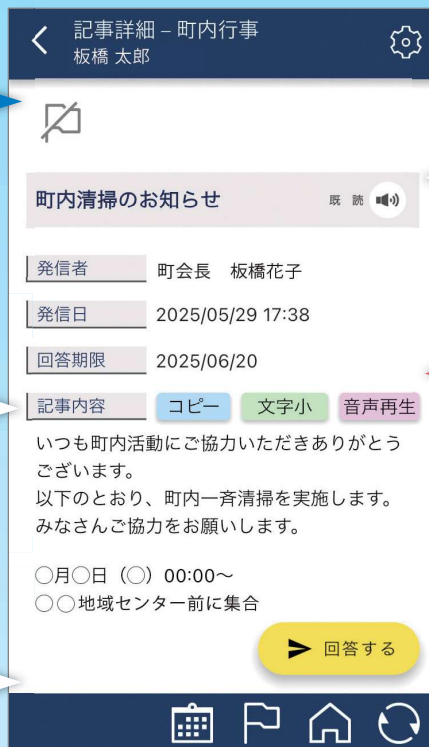 記事詳細 – 町内行事
板橋 太郎
町内清掃のお知らせ
既 読
発信者 町会長 板橋花子
発信日 2025/05/29 17:38
回答期限 2025/06/20
記事内容 コピー 文字小 音声再生
いつも町内活動にご協力いただきありがとう
ございます。
以下のとおり、町内一斉清掃を実施します。
みなさんご協力をお願いします。
○月○日（○）00:00～
○○地域センター前に集合
回答する